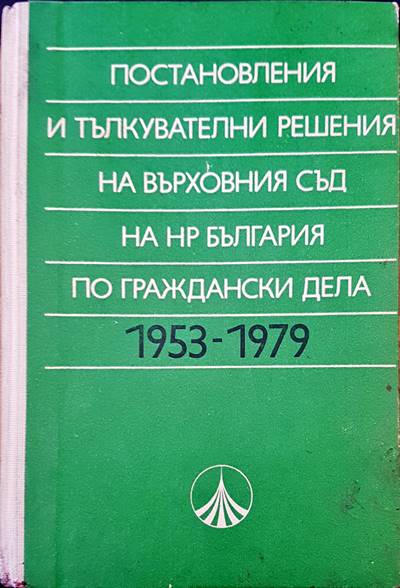 ПОСТАНОВЛЕНИЯ
И ТЪЛКУВАТЕЛНИ РЕШЕНИЯ
НА ВЪРХОВНИЯ СЪД
НА НР БЪЛГАРИЯ
ПО ГРАЖДАНСКИ ДЕЛА
1953-1979